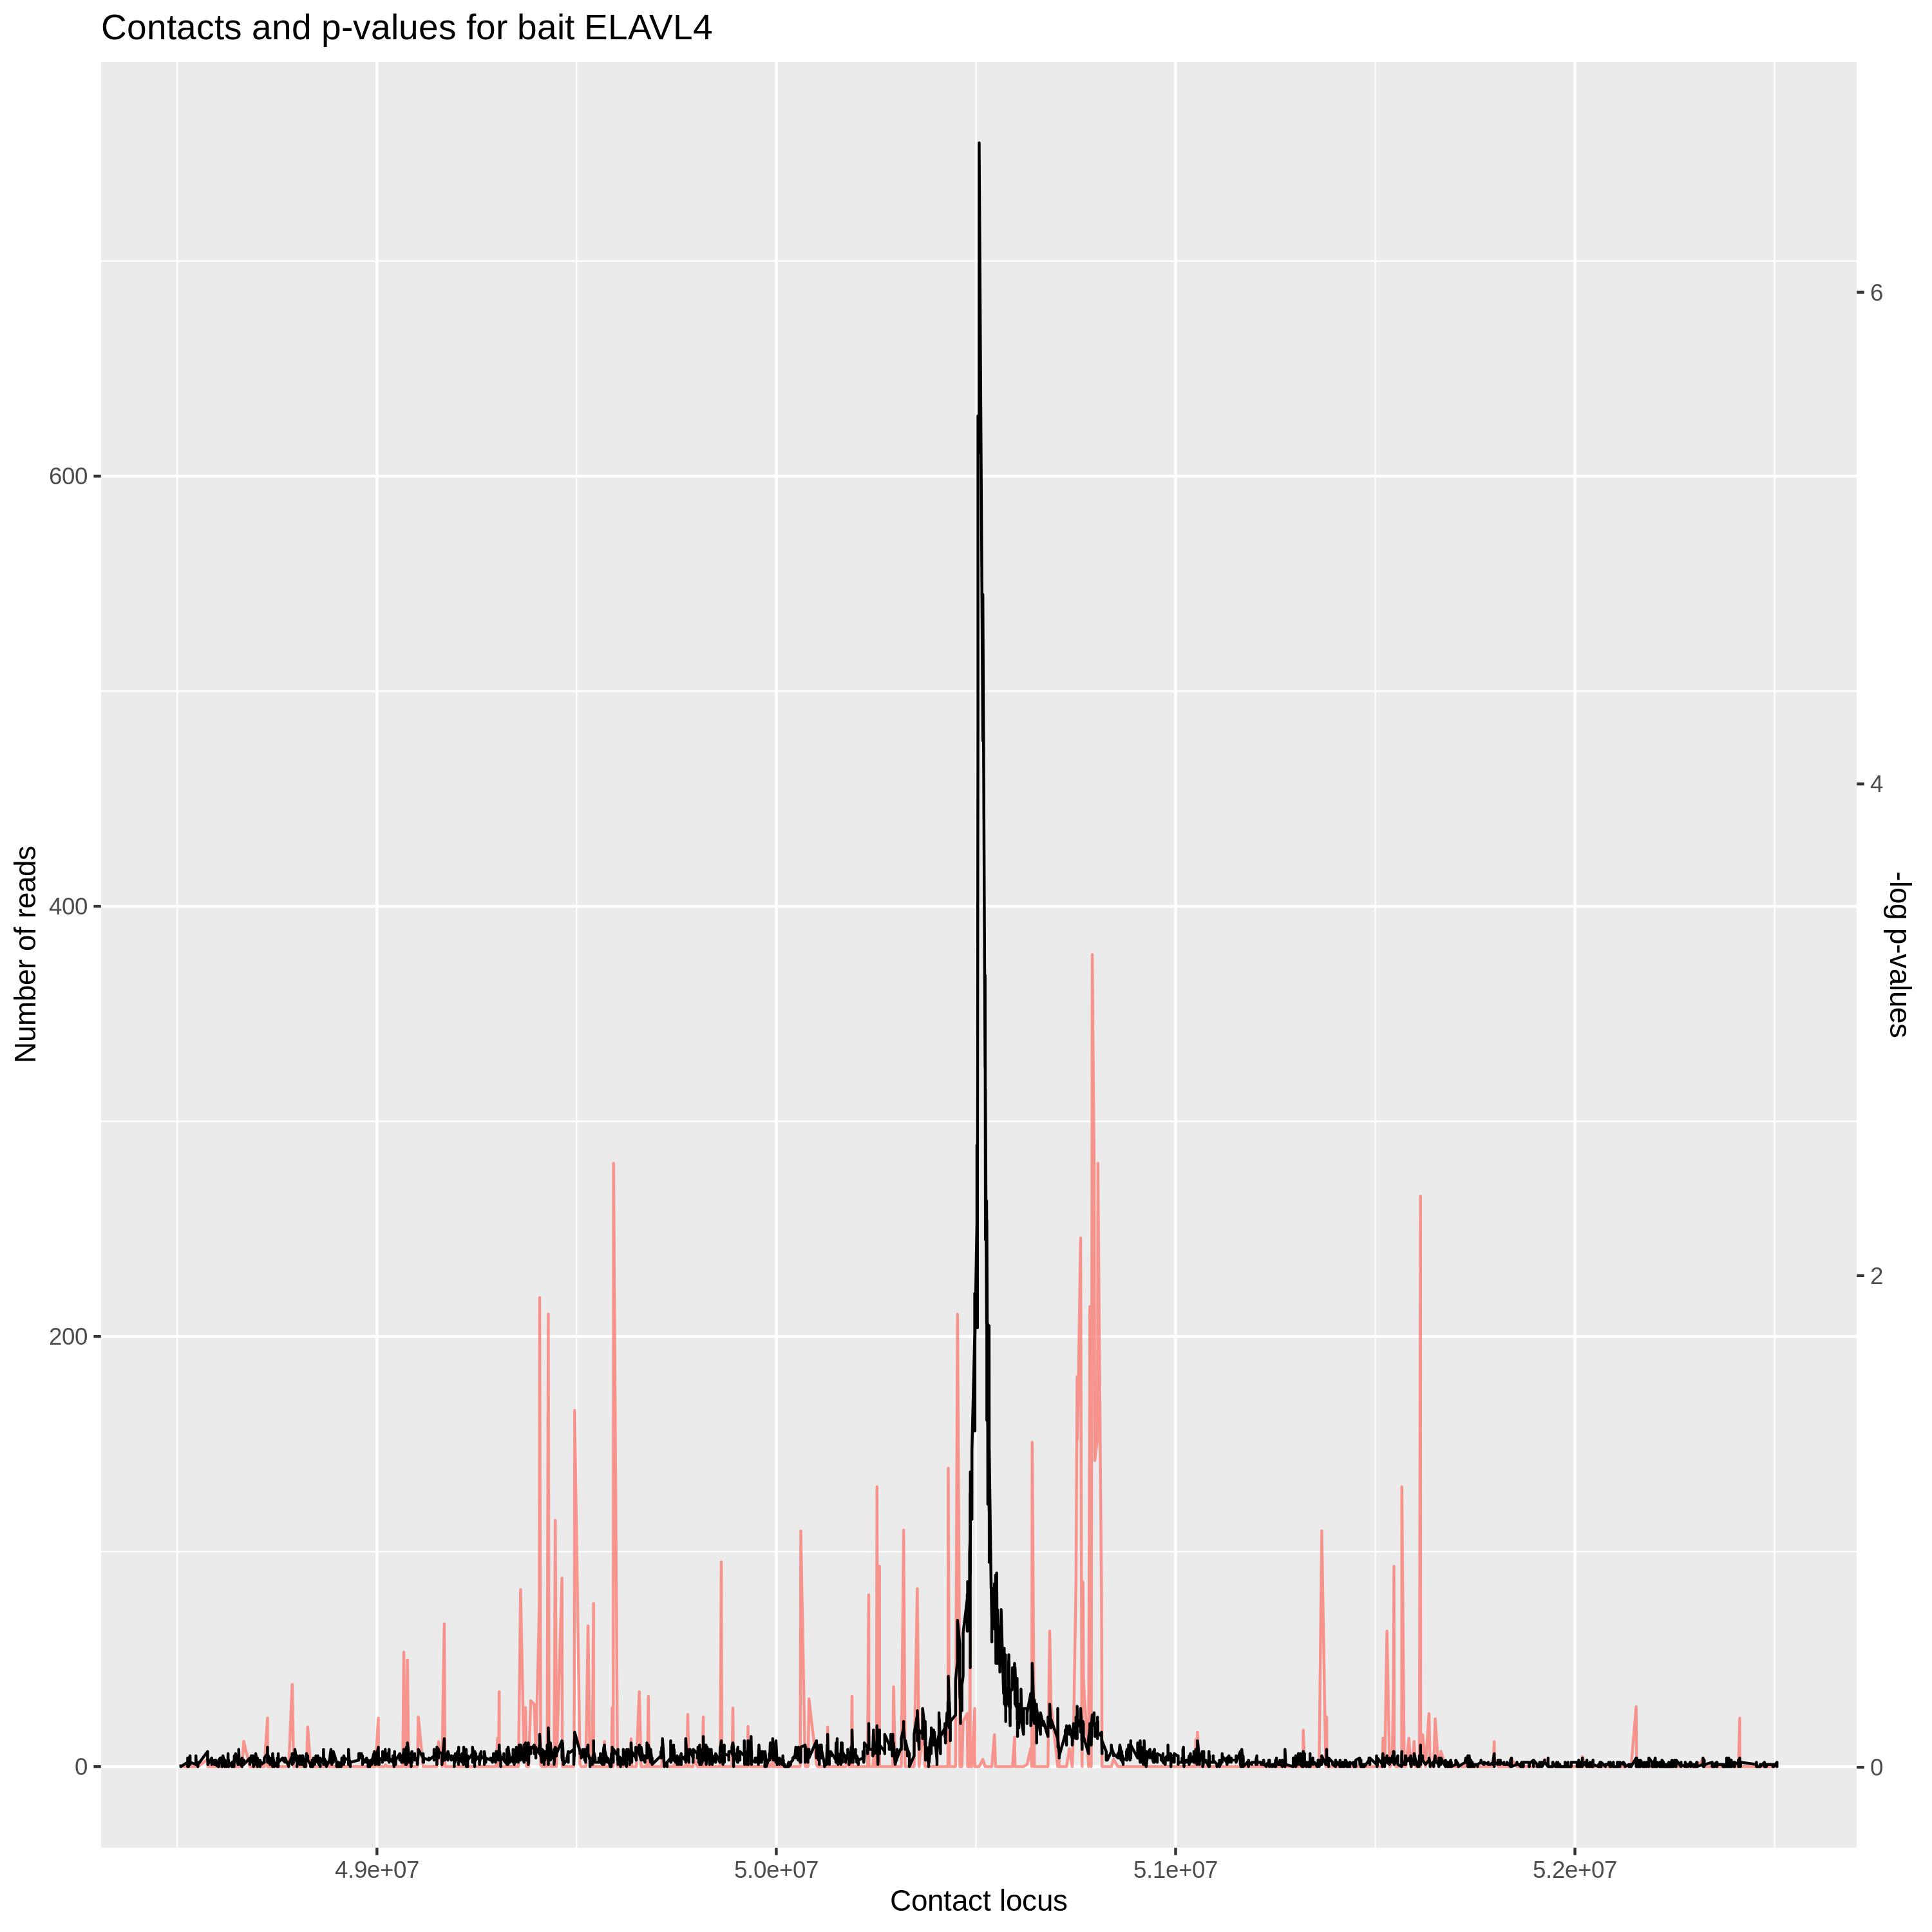 Contacts and p-values for bait ELAVL4
Number of reads
600
400
200
0
6
4
2
0
-log p-values
4.9e+07
5.0e+07
5.1e+07
5.2e+07
Contact locus